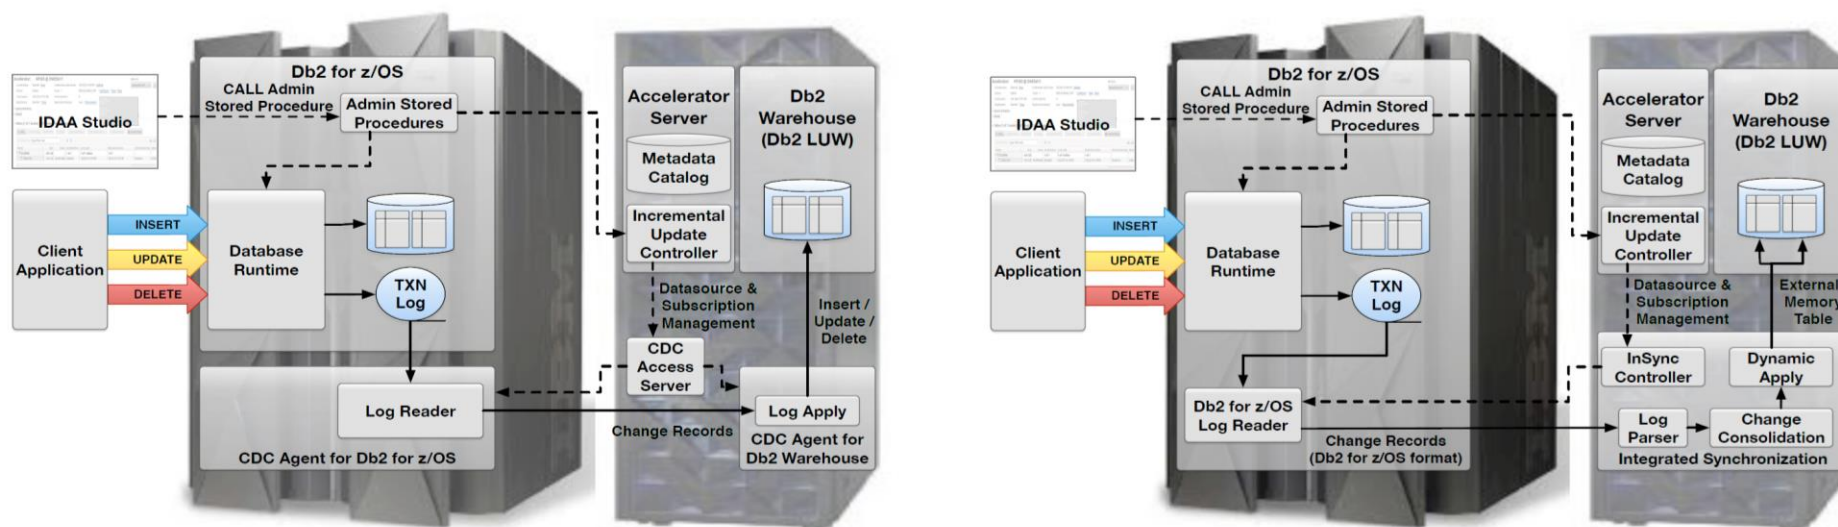 Db2 for z/OS
CALL Admin
Stored Procedure
Admin Stored
Procedures
IDAA Studio
Client
Application
INSERT
UPDATE
DELETE
Database
Runtime
TXN
Log
Log Reader
CDC Agent for Db2 for z/OS
Accelerator
Server
Metadata
Catalog
Incremental
Update
Controller
Datasource &
Subscription
Management
CDC
Access
Server
Change Records
Db2
Warehouse
(Db2 LUW)
Insert /
Update /
Delete
Log Apply
CDC Agent for
Db2 Warehouse
Db2 for z/OS
CALL Admin
Stored Procedure
Admin Stored
Procedures
IDAA Studio
Client
Application
INSERT
UPDATE
DELETE
Database
Runtime
TXN
Log
Db2 for z/OS
Log Reader
Change Records
(Db2 for z/OS format)
Accelerator
Server
Metadata
Catalog
Incremental
Update
Controller
Datasource &
Subscription
Management
InSync
Controller
Db2
Warehouse
(Db2 LUW)
External
Memory
Table
Dynamic
Apply
Log
Parser
Change
Consolidation
Integrated Synchronization